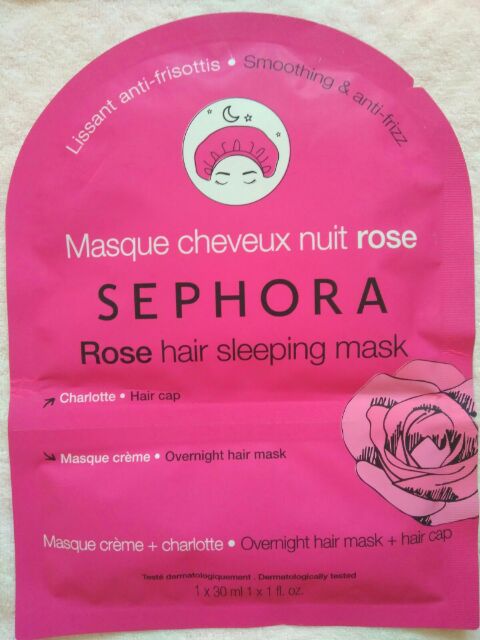 Lissant anti-frisottis • Smoothing & anti-frizz
Masque cheveux nuit rose
SEPHORA
Rose hair sleeping mask
Charlotte • Hair cap
Masque crème • Overnight hair mask
Masque crème + charlotte • Overnight hair mask + hair cap
Testé dermatologiquement . Dermatologically tested
1 x 30 ml 1 x 1 fl. oz.